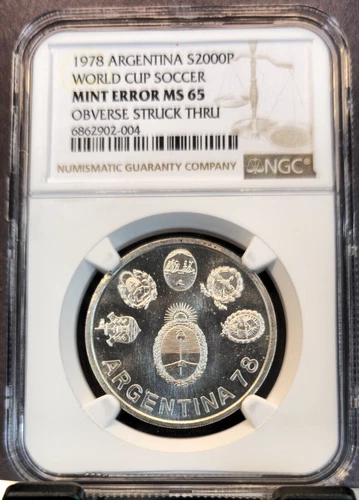 1978 ARGENTINA S2000P
WORLD CUP SOCCER
MINT ERROR MS 65
OBVERSE STRUCK THRU
6862902-004
NUMISMATIC GUARANTY COMPANY
NGC
ARGENTINA 78